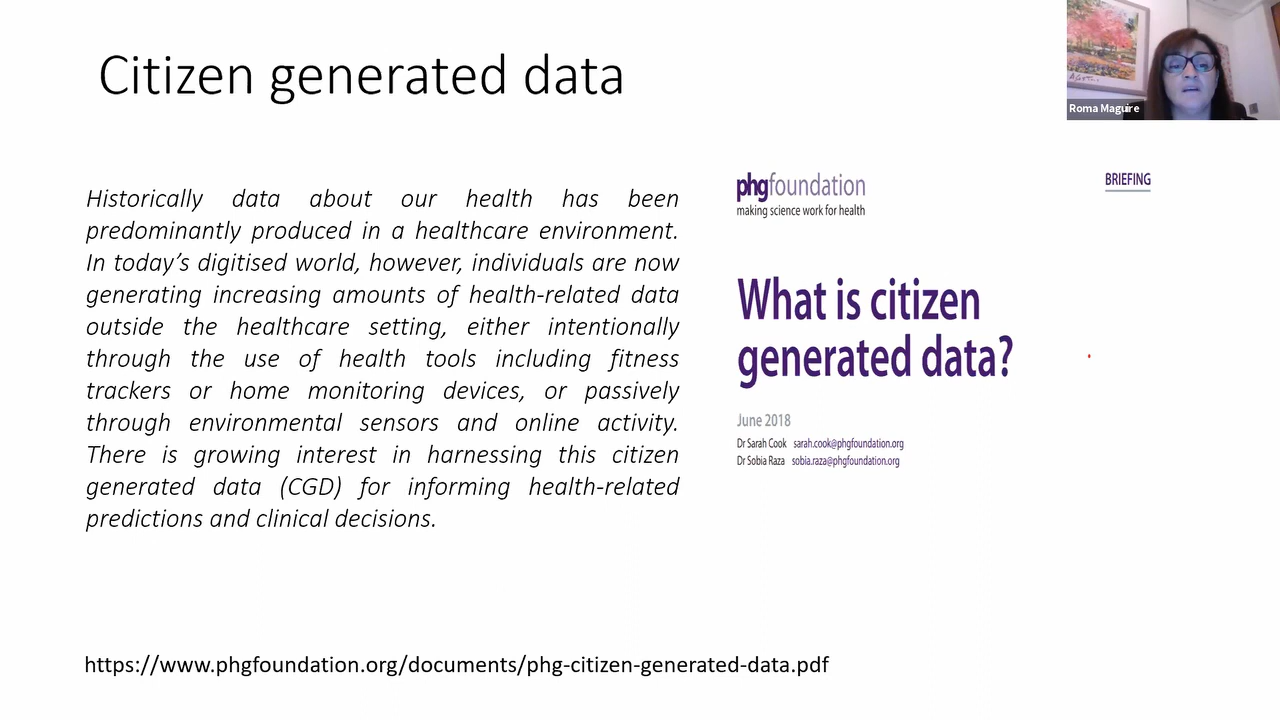 Citizen generated data
Roma Maguire
Historically data about our health has been
predominantly produced in a healthcare environment.
In today’s digitised world, however, individuals are now
generating increasing amounts of health-related data
outside the healthcare setting, either intentionally
through the use of health tools including fitness
trackers or home monitoring devices, or passively
through environmental sensors and online activity.
There is growing interest in harnessing this citizen
generated data (CGD) for informing health-related
predictions and clinical decisions.
phgfoundation
making science work for health
BRIEFING
What is citizen
generated data?
June 2018
Dr Sarah Cook sarah.cook@phgfoundation.org
Dr Sobia Raza sobia.raza@phgfoundation.org
https://www.phgfoundation.org/documents/phg-citizen-generated-data.pdf